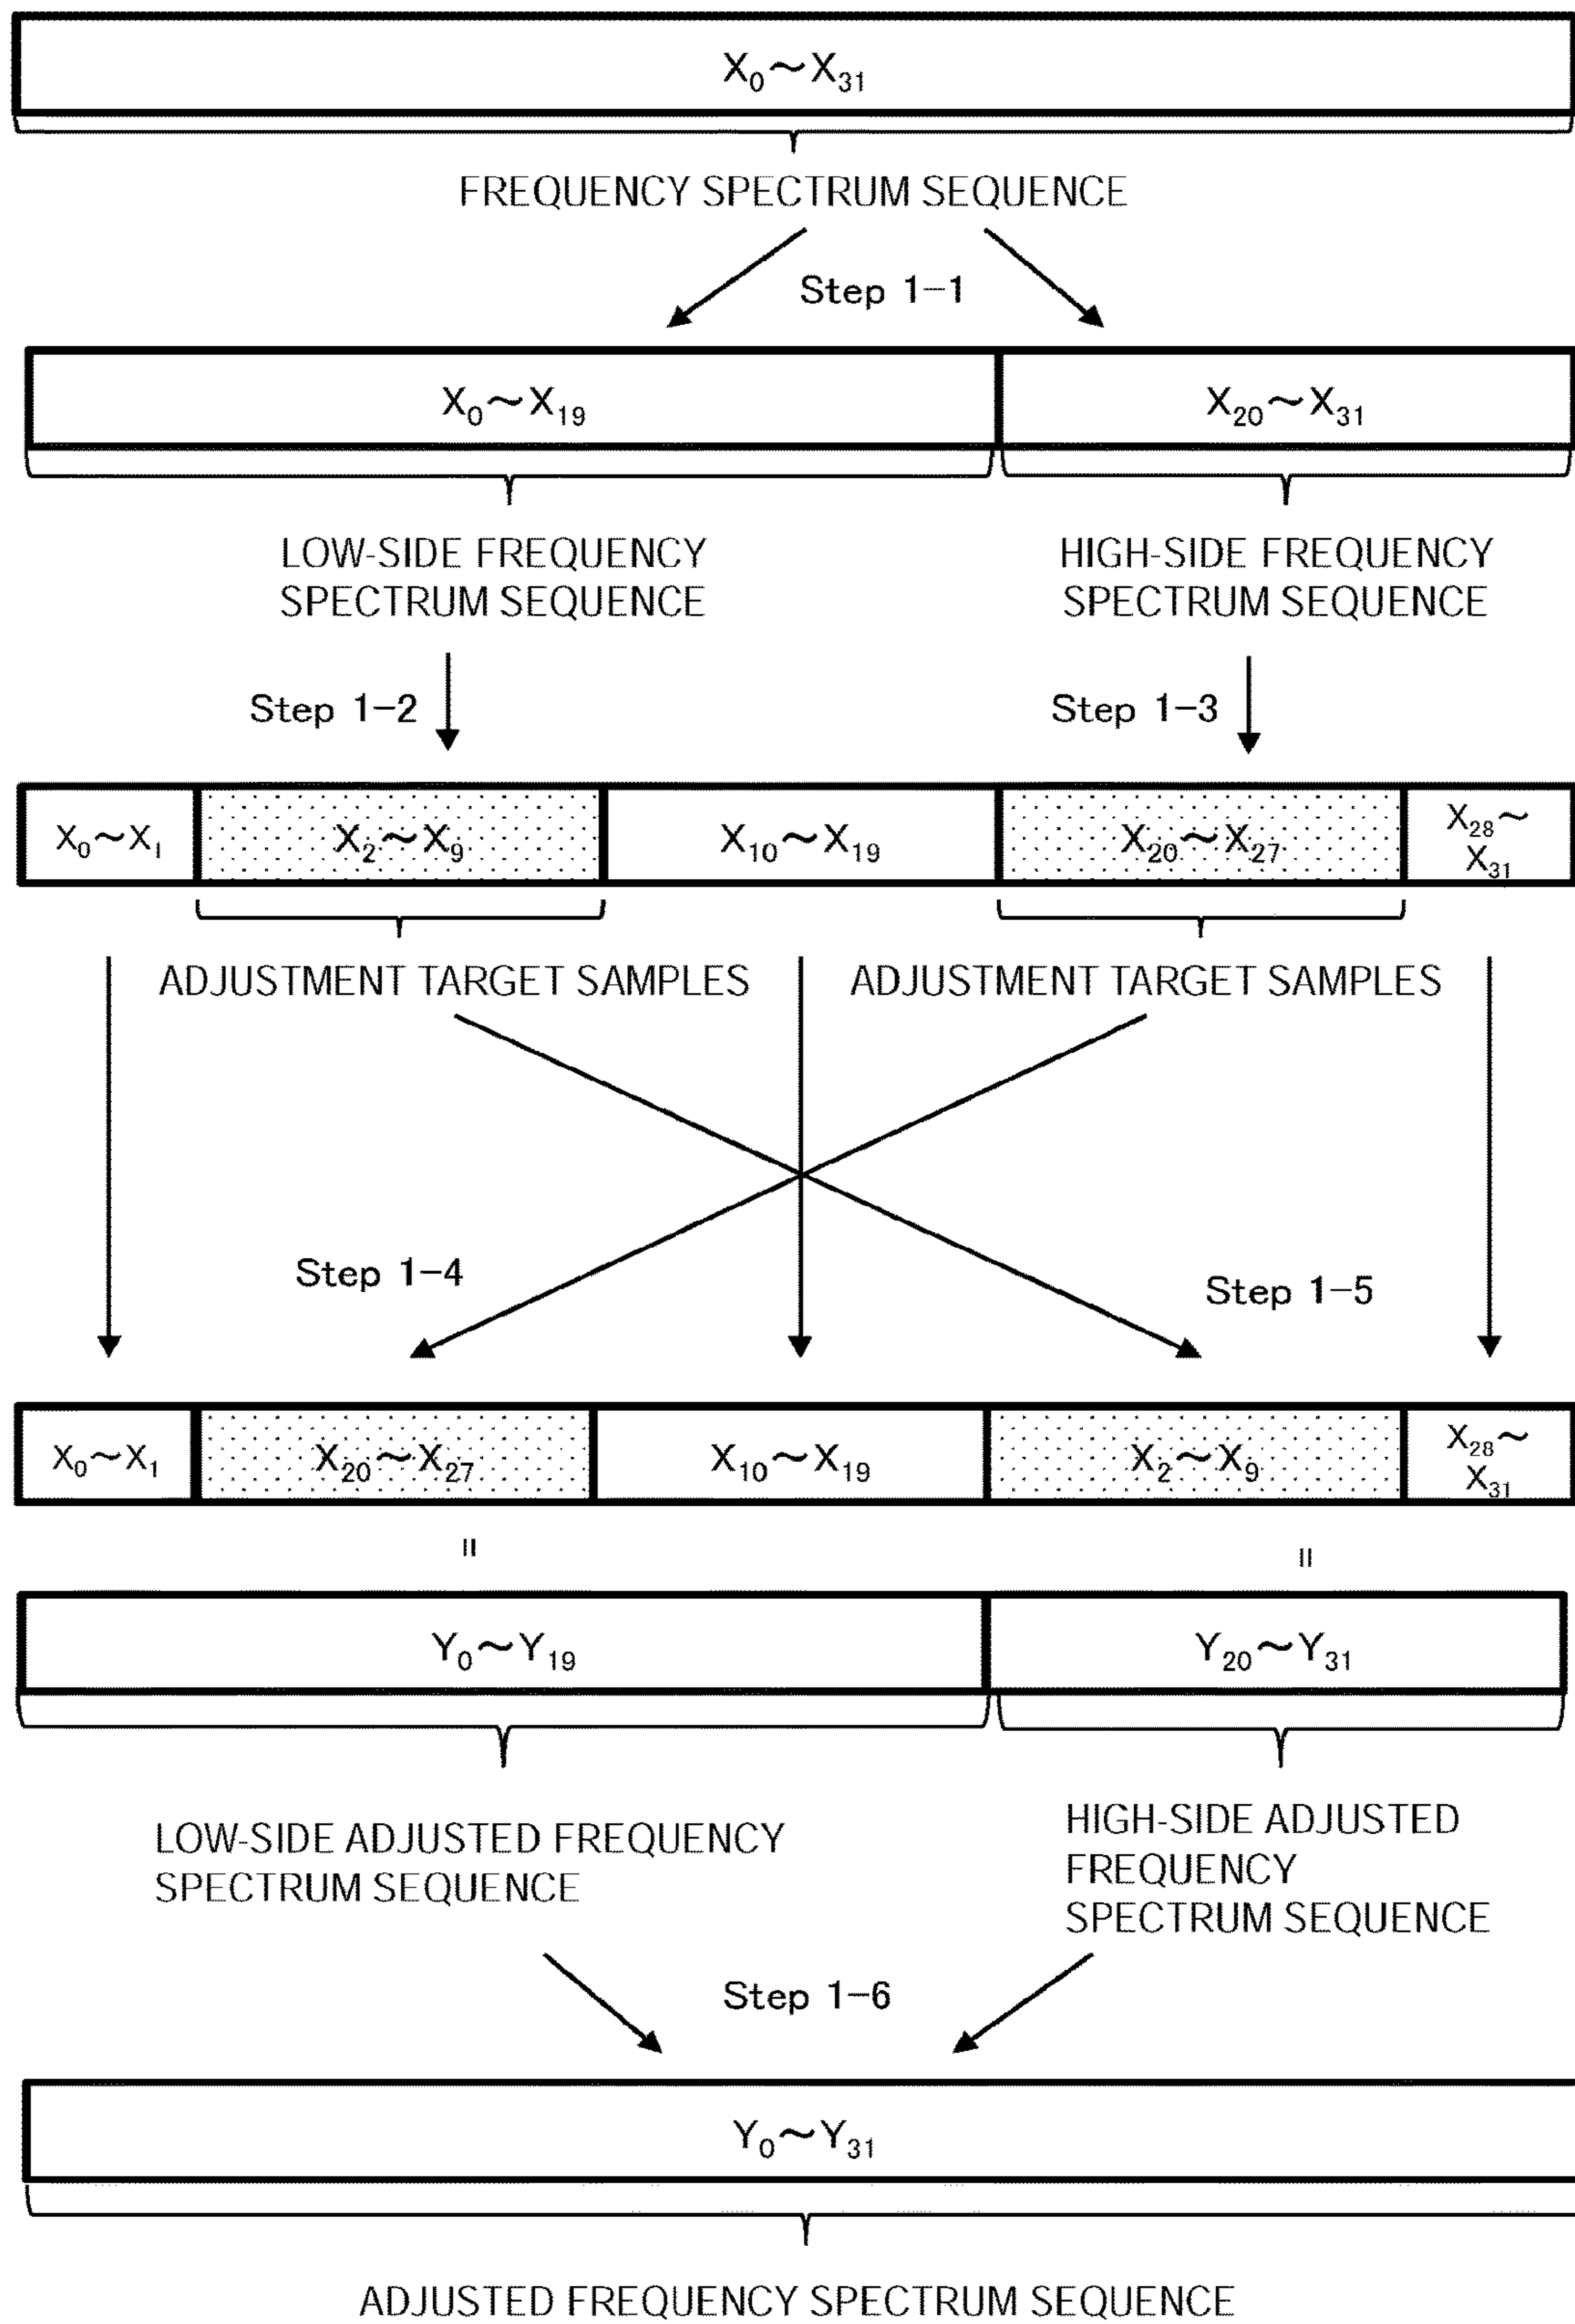 X₀～X₃₁
FREQUENCY SPECTRUM SEQUENCE
Step 1-1
X₀～X₁₉
X₂₀～X₃₁
LOW-SIDE FREQUENCY
SPECTRUM SEQUENCE
HIGH-SIDE FREQUENCY
SPECTRUM SEQUENCE
Step 1-2
Step 1-3
X₀～X₁
X₂～X₉
X₁₀～X₁₉
X₂₀～X₂₇
X₂₈～
X₃₁
ADJUSTMENT TARGET SAMPLES
ADJUSTMENT TARGET SAMPLES
Step 1-4
Step 1-5
X₀～X₁
X₂₀～X₂₇
X₁₀～X₁₉
X₂～X₉
X₂₈～
X₃₁
=
=
Y₀～Y₁₉
Y₂₀～Y₃₁
LOW-SIDE ADJUSTED FREQUENCY
SPECTRUM SEQUENCE
HIGH-SIDE ADJUSTED
FREQUENCY
SPECTRUM SEQUENCE
Step 1-6
Y₀～Y₃₁
ADJUSTED FREQUENCY SPECTRUM SEQUENCE